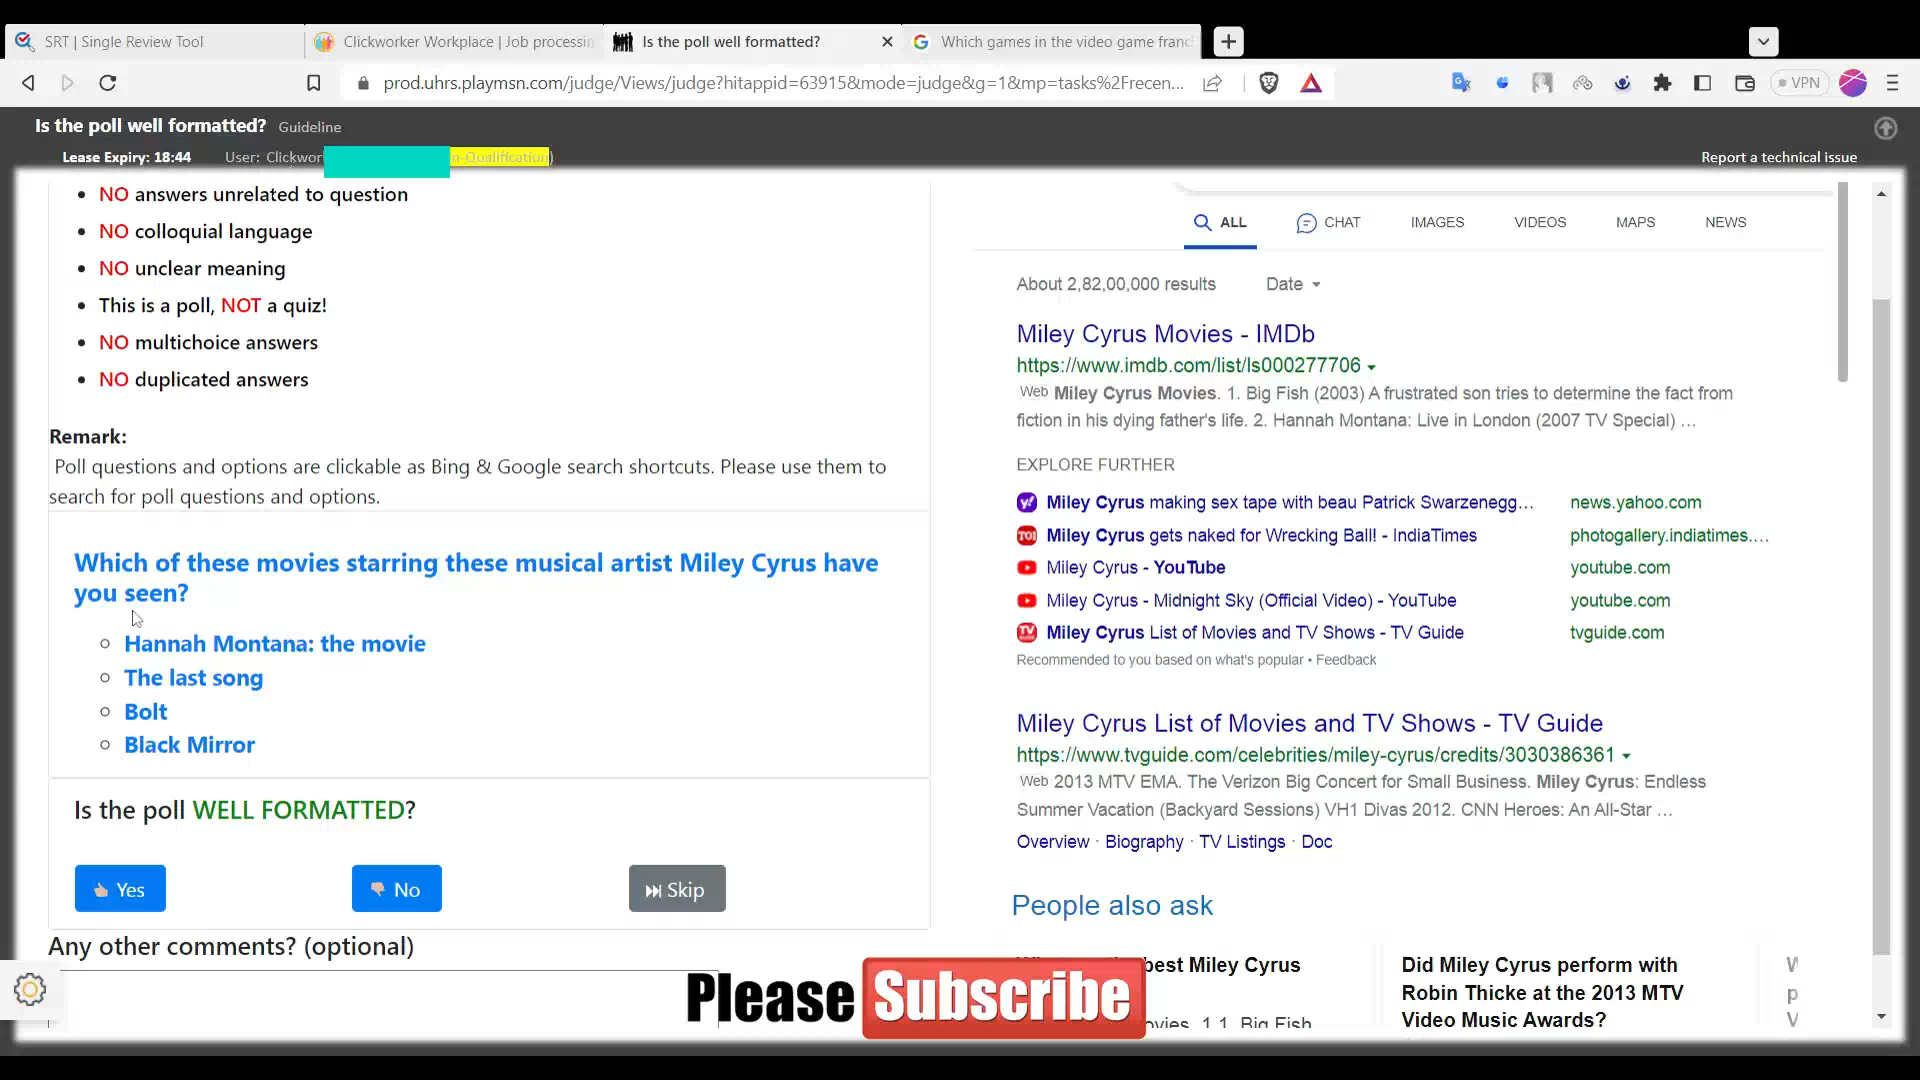 SRT | Single Review Tool
Clickworker Workplace | Job processin
Is the poll well formatted?
Which games in the video game franc
prod.uhrs.playmsn.com/judge/Views/judge?hitappid=63915&mode=judge&g=1&mp=tasks%2Frecen...
VPN
Is the poll well formatted? Guideline
Lease Expiry: 18:44 User: Clickwor n-Qualification)
Report a technical issue
NO answers unrelated to question
NO colloquial language
NO unclear meaning
This is a poll, NOT a quiz!
NO multichoice answers
NO duplicated answers
Remark:
Poll questions and options are clickable as Bing & Google search shortcuts. Please use them to
search for poll questions and options.
Which of these movies starring these musical artist Miley Cyrus have
you seen?
Hannah Montana: the movie
The last song
Bolt
Black Mirror
Is the poll WELL FORMATTED?
Yes No Skip
Any other comments? (optional)
ALL CHAT IMAGES VIDEOS MAPS NEWS
About 2,82,00,000 results Date
Miley Cyrus Movies - IMDb
https://www.imdb.com/list/ls000277706
Web Miley Cyrus Movies. 1. Big Fish (2003) A frustrated son tries to determine the fact from
fiction in his dying father's life. 2. Hannah Montana: Live in London (2007 TV Special) ...
EXPLORE FURTHER
Miley Cyrus making sex tape with beau Patrick Swarzenegg... news.yahoo.com
Miley Cyrus gets naked for Wrecking Ball! - IndiaTimes photogallery.indiatimes....
Miley Cyrus - YouTube youtube.com
Miley Cyrus - Midnight Sky (Official Video) - YouTube youtube.com
Miley Cyrus List of Movies and TV Shows - TV Guide tvguide.com
Recommended to you based on what's popular • Feedback
Miley Cyrus List of Movies and TV Shows - TV Guide
https://www.tvguide.com/celebrities/miley-cyrus/credits/3030386361
Web 2013 MTV EMA. The Verizon Big Concert for Small Business. Miley Cyrus: Endless
Summer Vacation (Backyard Sessions) VH1 Divas 2012. CNN Heroes: An All-Star ...
Overview · Biography · TV Listings · Doc
People also ask
best Miley Cyrus
ovies. 1 1. Big Fish
Did Miley Cyrus perform with
Robin Thicke at the 2013 MTV
Video Music Awards?
Please Subscribe